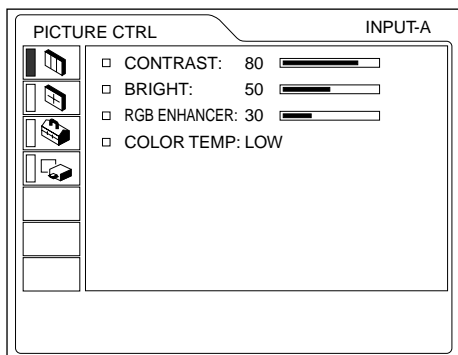 PICTURE CTRL
INPUT-A
CONTRAST: 80
BRIGHT: 50
RGB ENHANCER: 30
COLOR TEMP: LOW